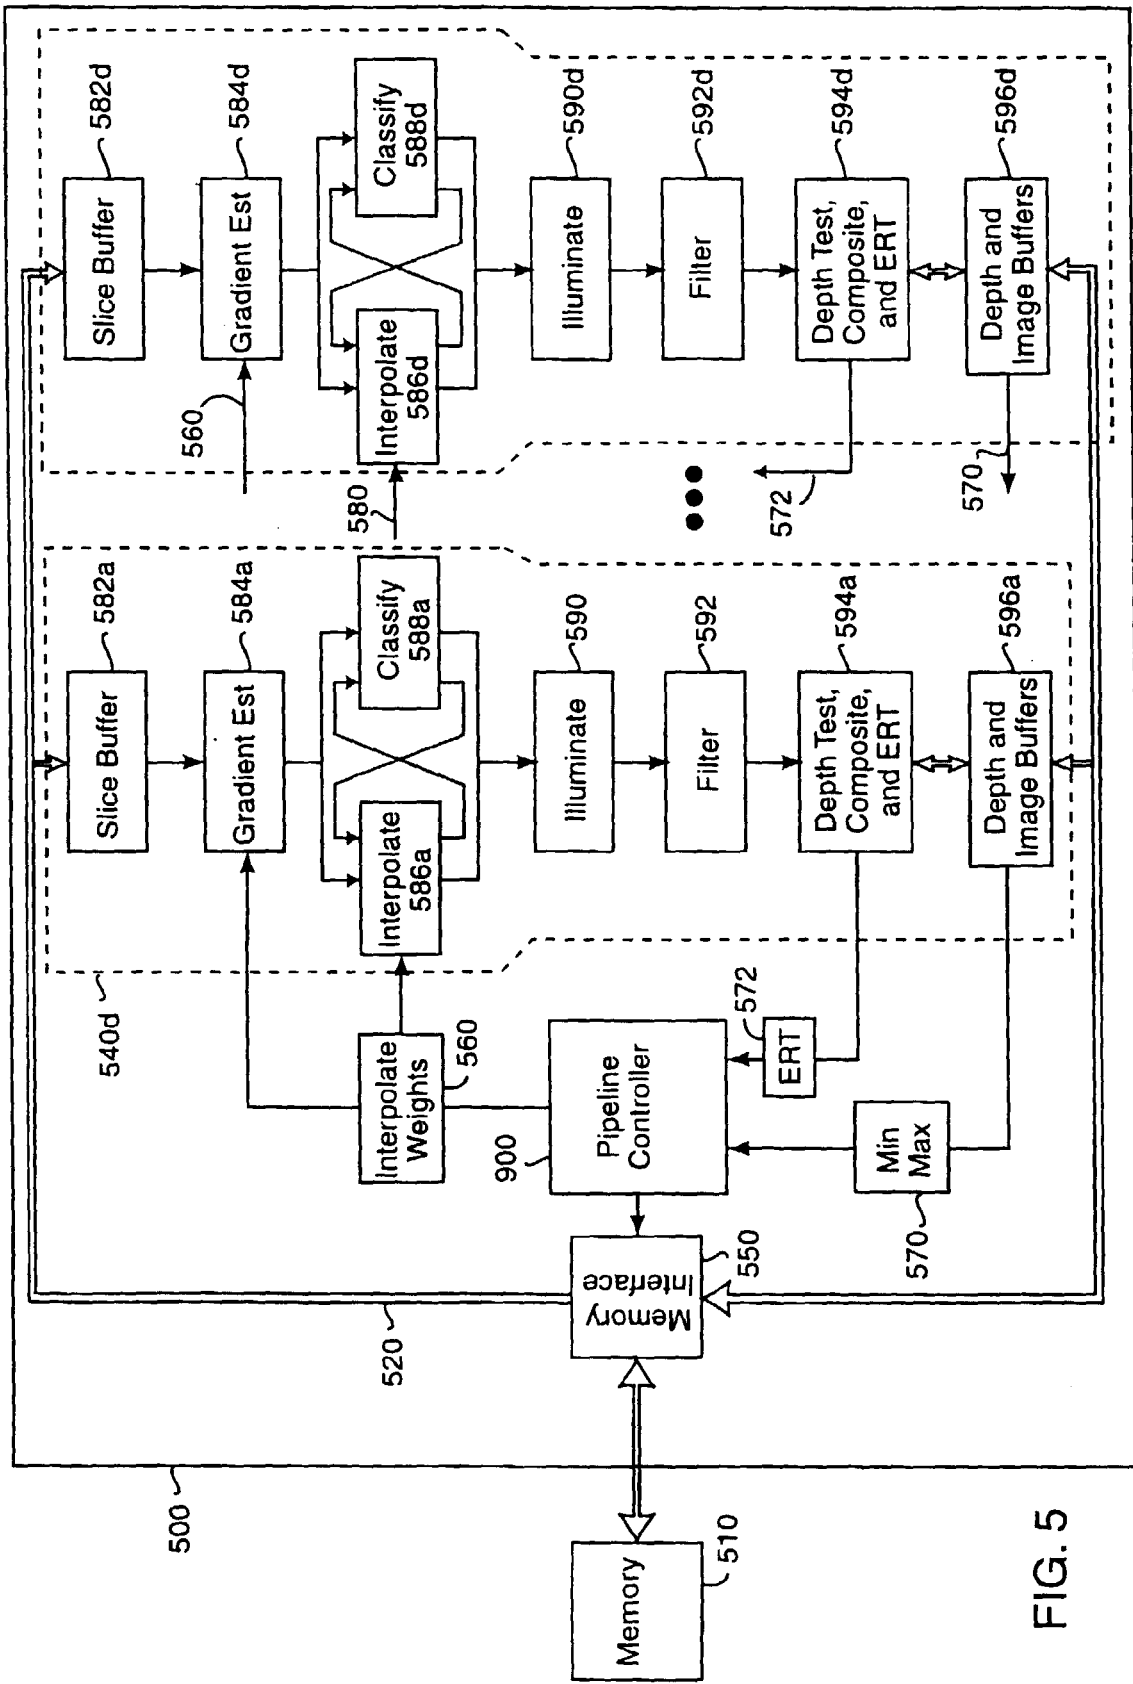 500
Memory
510
520
Memory
Interface
550
900
Pipeline
Controller
Interpolate
Weights
560
ERT
572
Min
Max
570
540d
Slice Buffer
582a
Gradient Est
584a
Interpolate
586a
Classify
588a
Illuminate
590
Filter
592
Depth Test,
Composite,
and ERT
594a
Depth and
Image Buffers
596a
580
560
572
570
Slice Buffer
582d
Gradient Est
584d
Interpolate
586d
Classify
588d
Illuminate
590d
Filter
592d
Depth Test,
Composite,
and ERT
594d
Depth and
Image Buffers
596d
FIG. 5